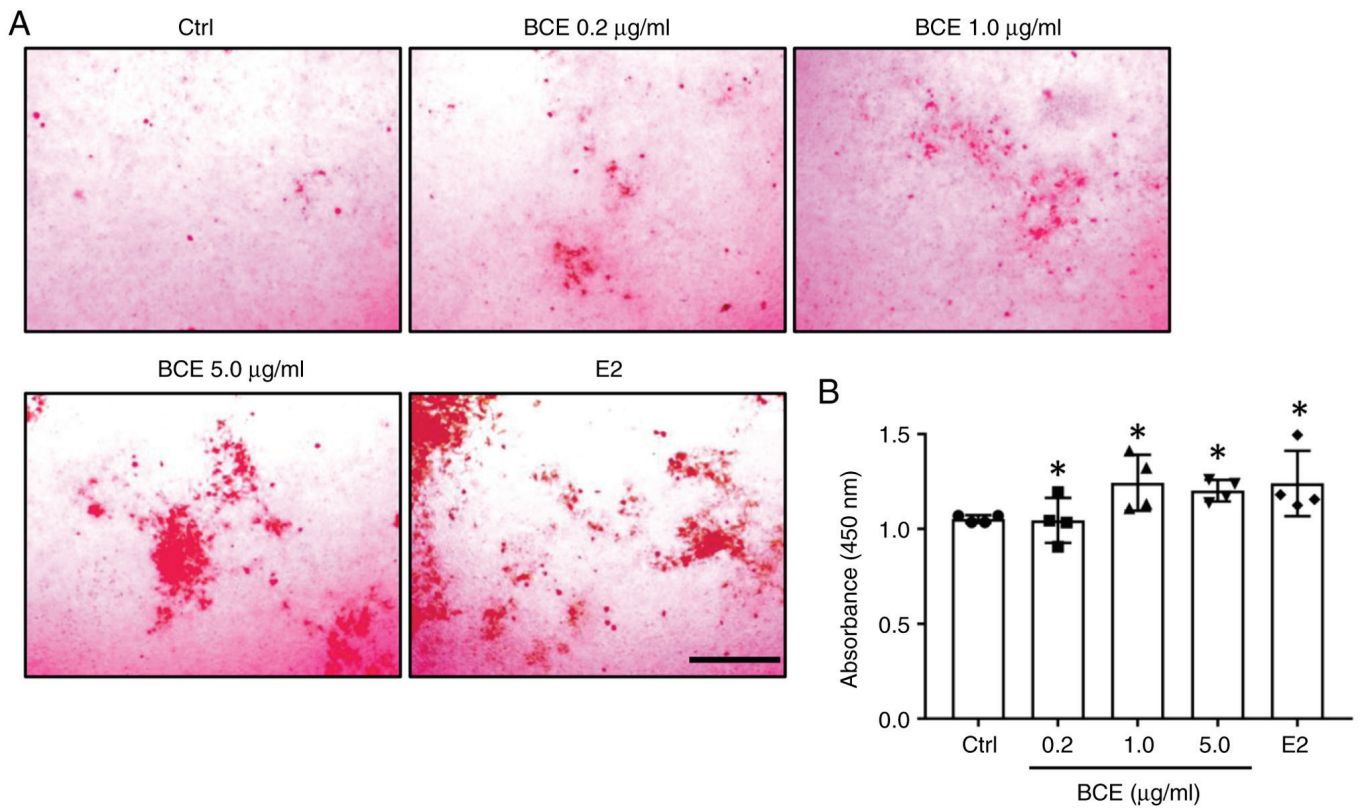 A
Ctrl
BCE 0.2 μg/ml
BCE 1.0 μg/ml
BCE 5.0 μg/ml
E2
B
*
*
*
*
1.5
1.0
0.5
0.0
Absorbance (450 nm)
Ctrl
0.2
1.0
5.0
E2
BCE (μg/ml)